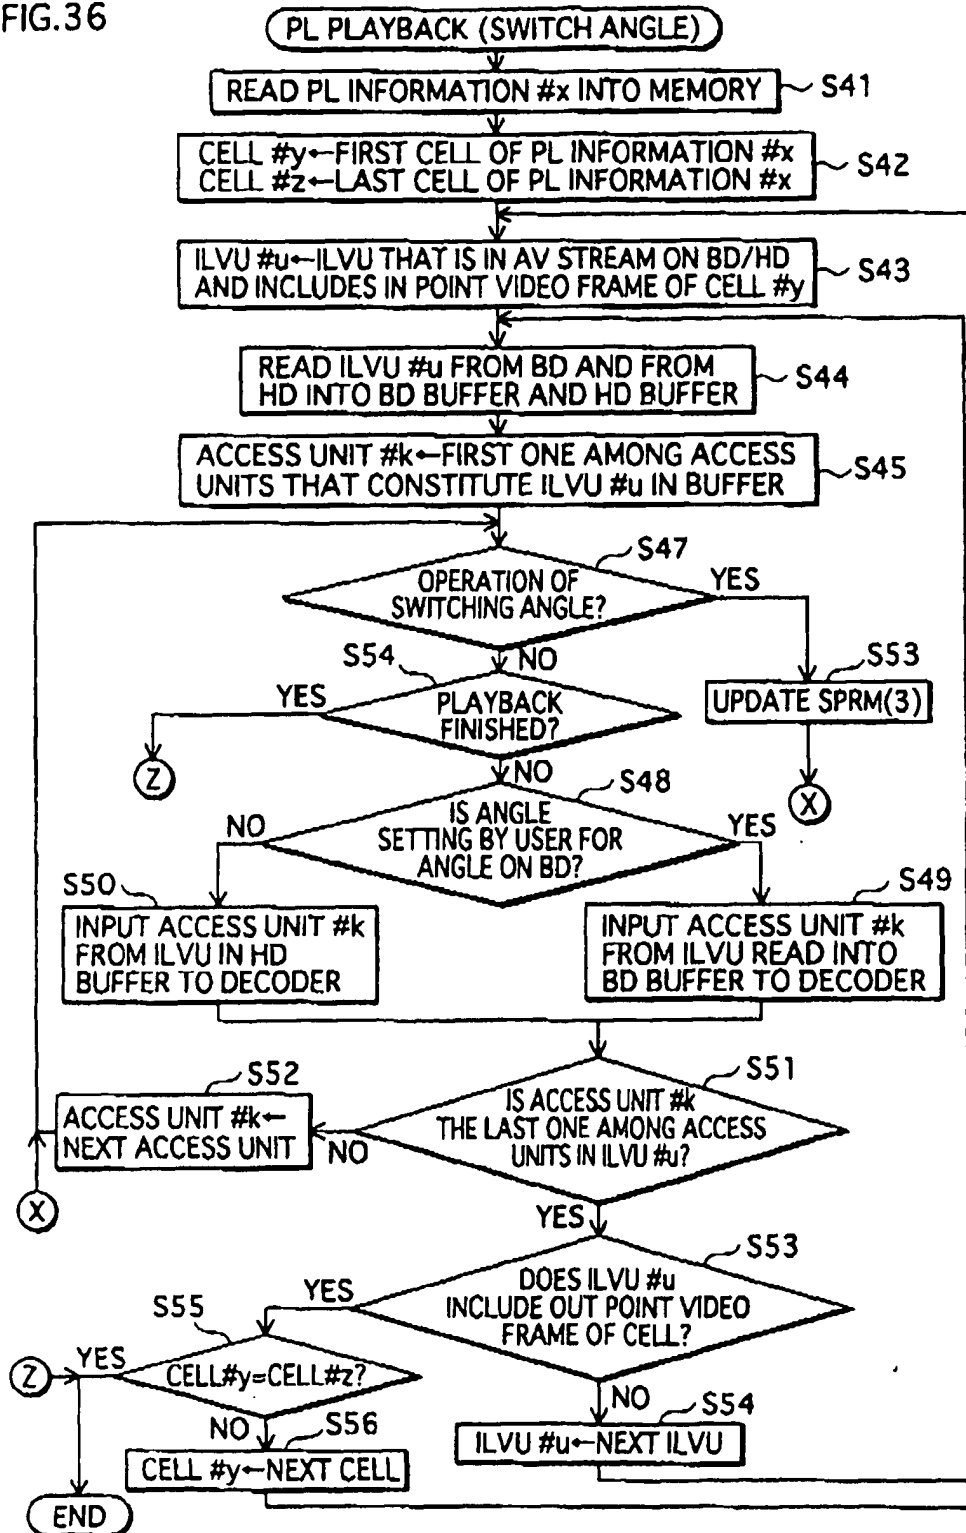 FIG.36
PL PLAYBACK (SWITCH ANGLE)
READ PL INFORMATION #x INTO MEMORY
S41
CELL #y←FIRST CELL OF PL INFORMATION #x
CELL #z←LAST CELL OF PL INFORMATION #x
S42
ILVU #u←ILVU THAT IS IN AV STREAM ON BD/HD
AND INCLUDES IN POINT VIDEO FRAME OF CELL #y
S43
READ ILVU #u FROM BD AND FROM
HD INTO BD BUFFER AND HD BUFFER
S44
ACCESS UNIT #k←FIRST ONE AMONG ACCESS
UNITS THAT CONSTITUTE ILVU #u IN BUFFER
S45
S47
OPERATION OF
SWITCHING ANGLE?
YES
NO
S53
UPDATE SPRM(3)
X
S54
PLAYBACK
FINISHED?
YES
Z
NO
S48
IS ANGLE
SETTING BY USER FOR
ANGLE ON BD?
NO
YES
S50
INPUT ACCESS UNIT #k
FROM ILVU IN HD
BUFFER TO DECODER
S49
INPUT ACCESS UNIT #k
FROM ILVU READ INTO
BD BUFFER TO DECODER
S51
IS ACCESS UNIT #k
THE LAST ONE AMONG ACCESS
UNITS IN ILVU #u?
NO
S52
ACCESS UNIT #k←
NEXT ACCESS UNIT
X
YES
S53
DOES ILVU #u
INCLUDE OUT POINT VIDEO
FRAME OF CELL?
YES
NO
S55
CELL#y=CELL#z?
YES
Z
NO
S56
CELL #y←NEXT CELL
S54
ILVU #u←NEXT ILVU
END